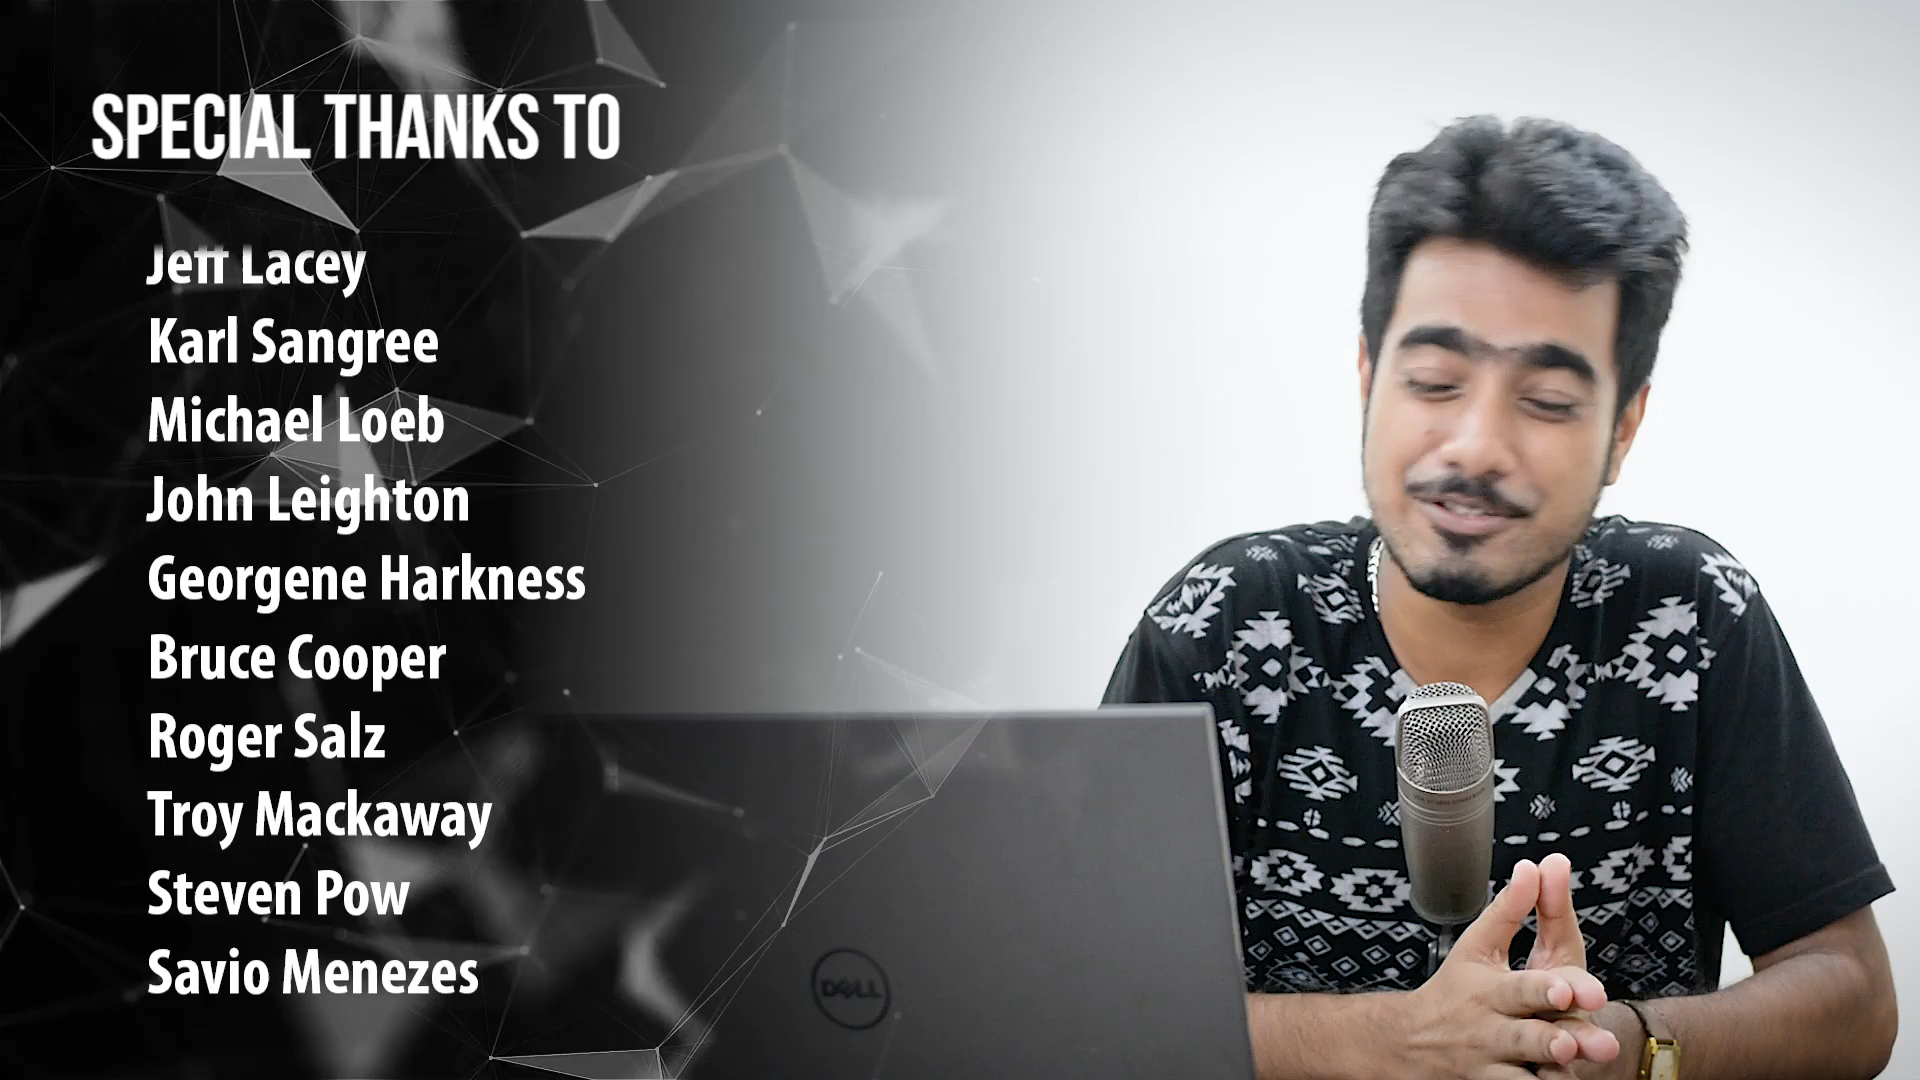 SPECIAL THANKS TO
Jeff Lacey
Karl Sangree
Michael Loeb
John Leighton
Georgene Harkness
Bruce Cooper
Roger Salz
Troy Mackaway
Steven Pow
Savio Menezes
DELL